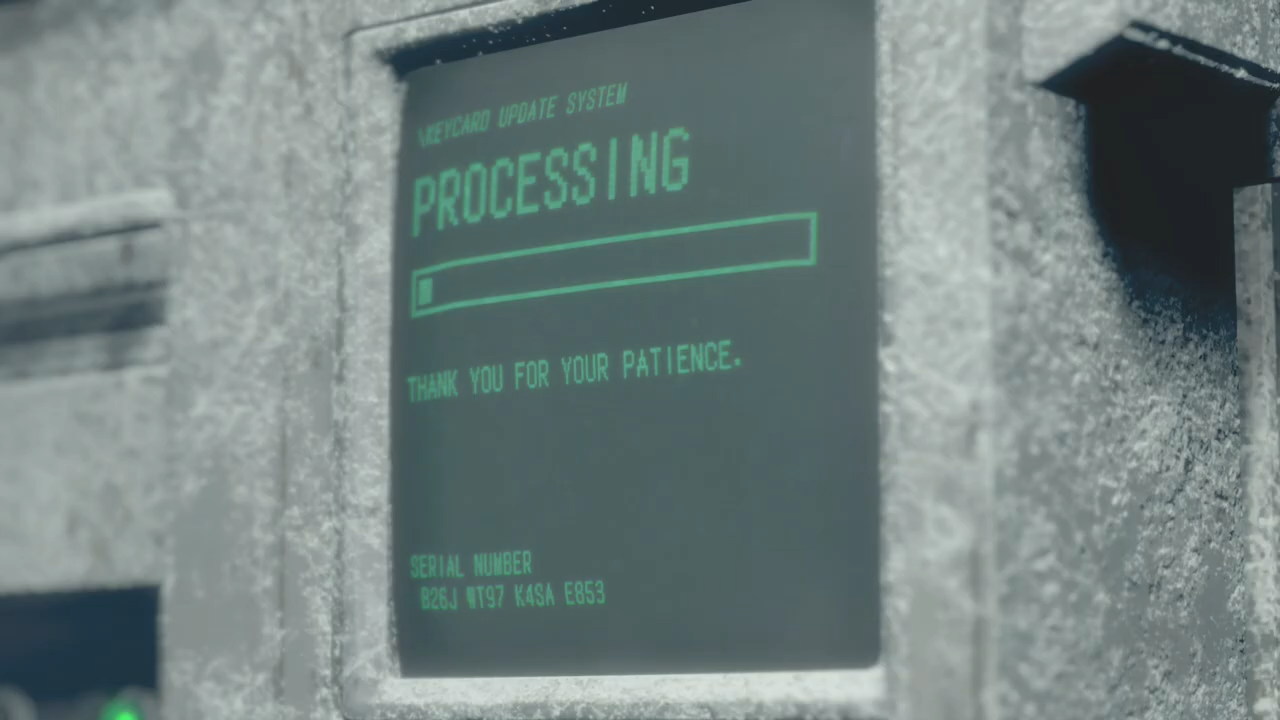 \KEYCARD UPDATE SYSTEM
PROCESSING
THANK YOU FOR YOUR PATIENCE.
SERIAL NUMBER
B26J WT97 K4SA E853